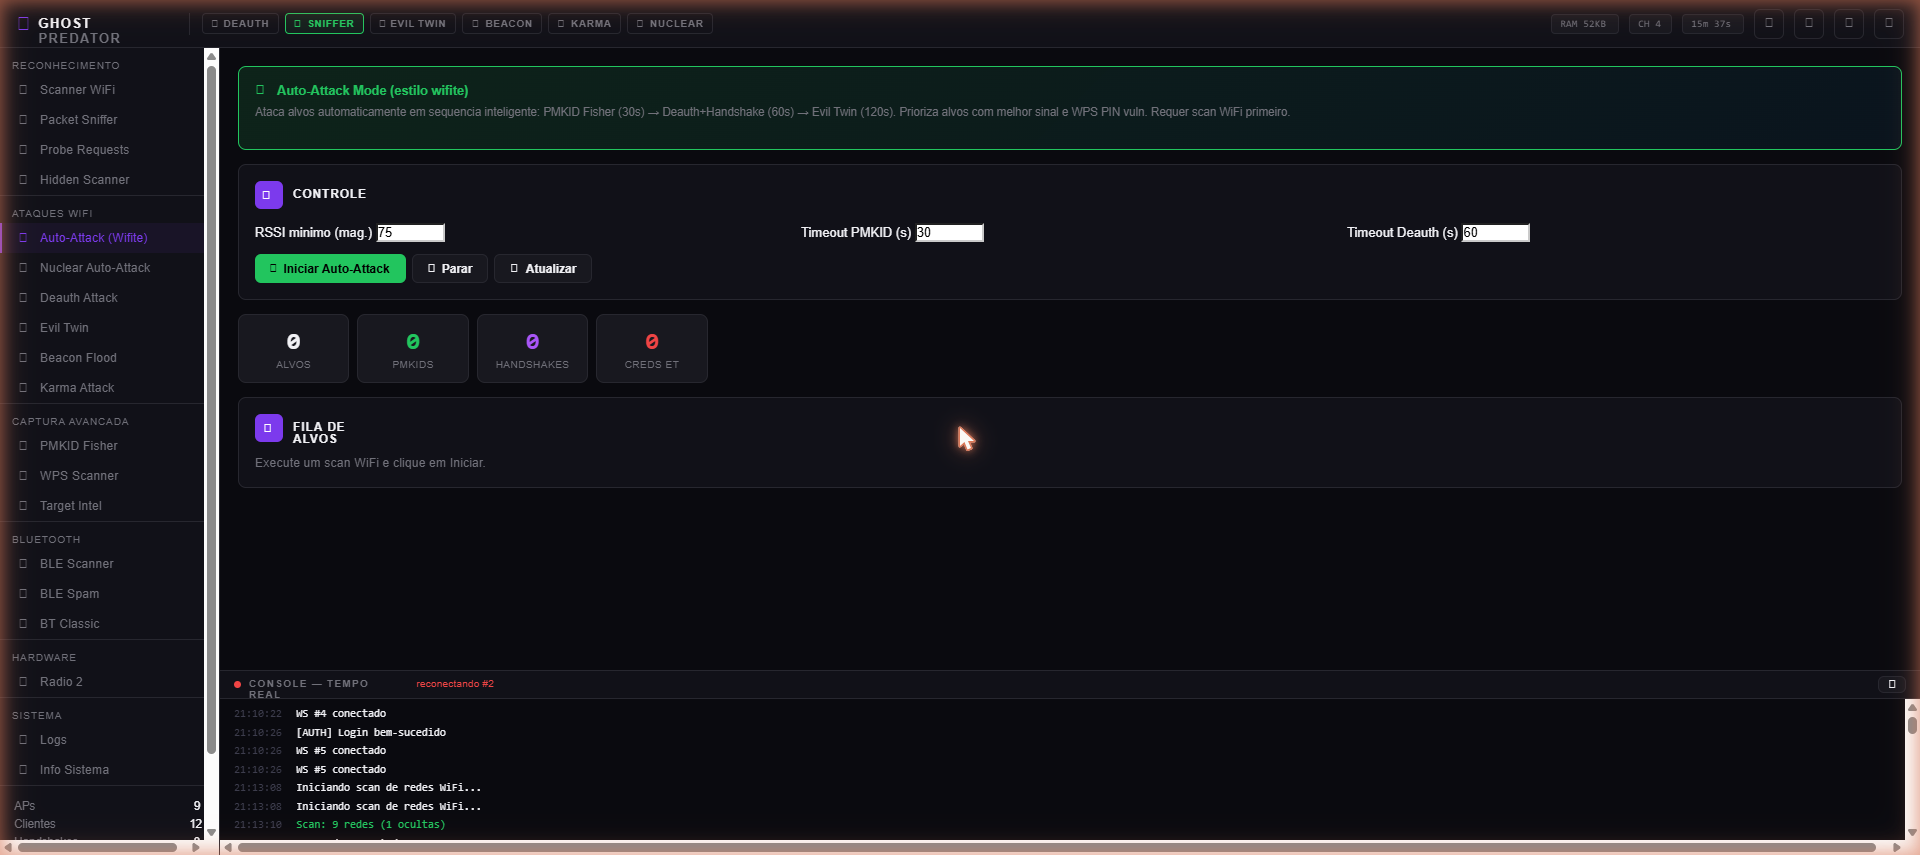 GHOST
PREDATOR
DEAUTH
SNIFFER
EVIL TWIN
BEACON
KARMA
NUCLEAR
RAM 52KB
CH 4
15m 37s
RECONHECIMENTO
Scanner WiFi
Packet Sniffer
Probe Requests
Hidden Scanner
ATAQUES WIFI
Auto-Attack (Wifite)
Nuclear Auto-Attack
Deauth Attack
Evil Twin
Beacon Flood
Karma Attack
CAPTURA AVANCADA
PMKID Fisher
WPS Scanner
Target Intel
BLUETOOTH
BLE Scanner
BLE Spam
BT Classic
HARDWARE
Radio 2
SISTEMA
Logs
Info Sistema
APs 9
Clientes 12
Auto-Attack Mode (estilo wifite)
Ataca alvos automaticamente em sequencia inteligente: PMKID Fisher (30s) → Deauth+Handshake (60s) → Evil Twin (120s). Prioriza alvos com melhor sinal e WPS PIN vuln. Requer scan WiFi primeiro.
CONTROLE
RSSI minimo (mag.) 75
Timeout PMKID (s) 30
Timeout Deauth (s) 60
Iniciar Auto-Attack
Parar
Atualizar
0
ALVOS
0
PMKIDS
0
HANDSHAKES
0
CREDS ET
FILA DE
ALVOS
Execute um scan WiFi e clique em Iniciar.
CONSOLE — TEMPO
REAL
reconectando #2
21:10:22 WS #4 conectado
21:10:26 [AUTH] Login bem-sucedido
21:10:26 WS #5 conectado
21:10:26 WS #5 conectado
21:13:08 Iniciando scan de redes WiFi...
21:13:08 Iniciando scan de redes WiFi...
21:13:10 Scan: 9 redes (1 ocultas)